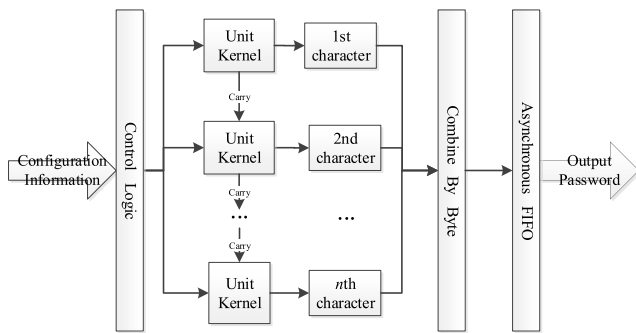 Configuration
Information
Control Logic
Unit
Kernel
1st
character
Carry
Unit
Kernel
2nd
character
Carry
...
...
Carry
Unit
Kernel
nth
character
Combine By Byte
Asynchronous FIFO
Output
Password